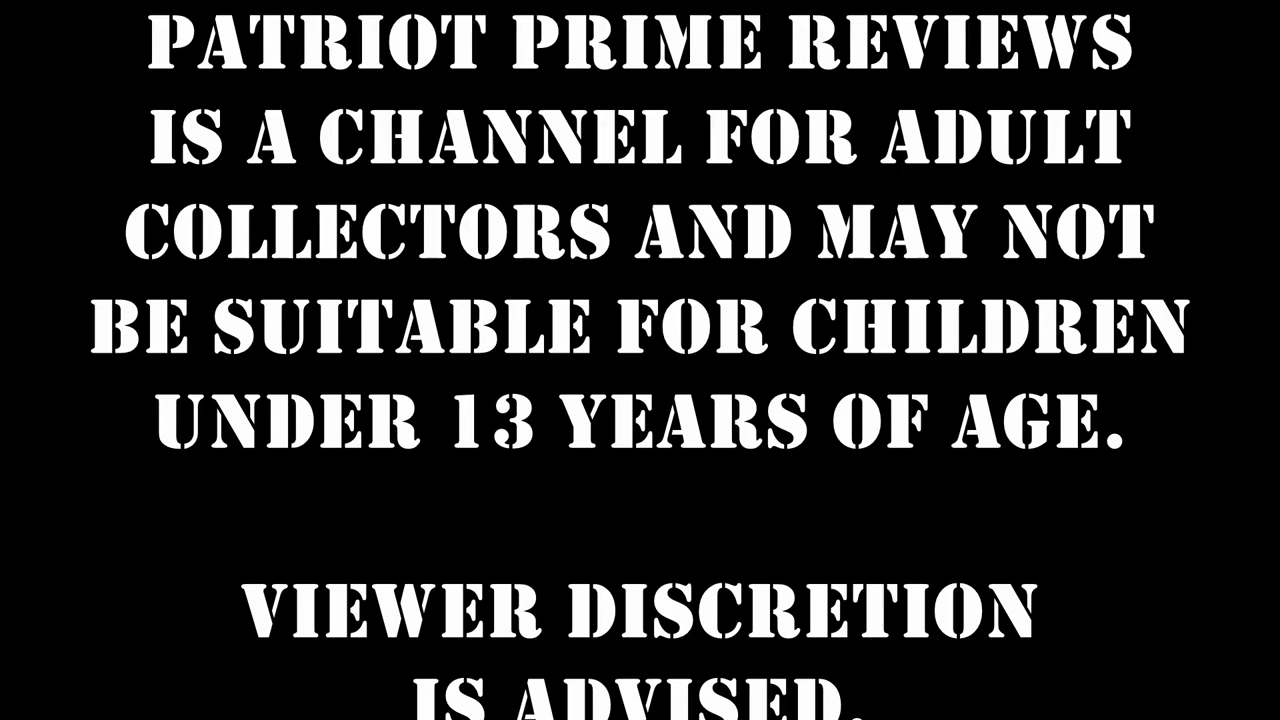 PATRIOT PRIME REVIEWS
IS A CHANNEL FOR ADULT
COLLECTORS AND MAY NOT
BE SUITABLE FOR CHILDREN
UNDER 13 YEARS OF AGE.
VIEWER DISCRETION
IS ADVISED.